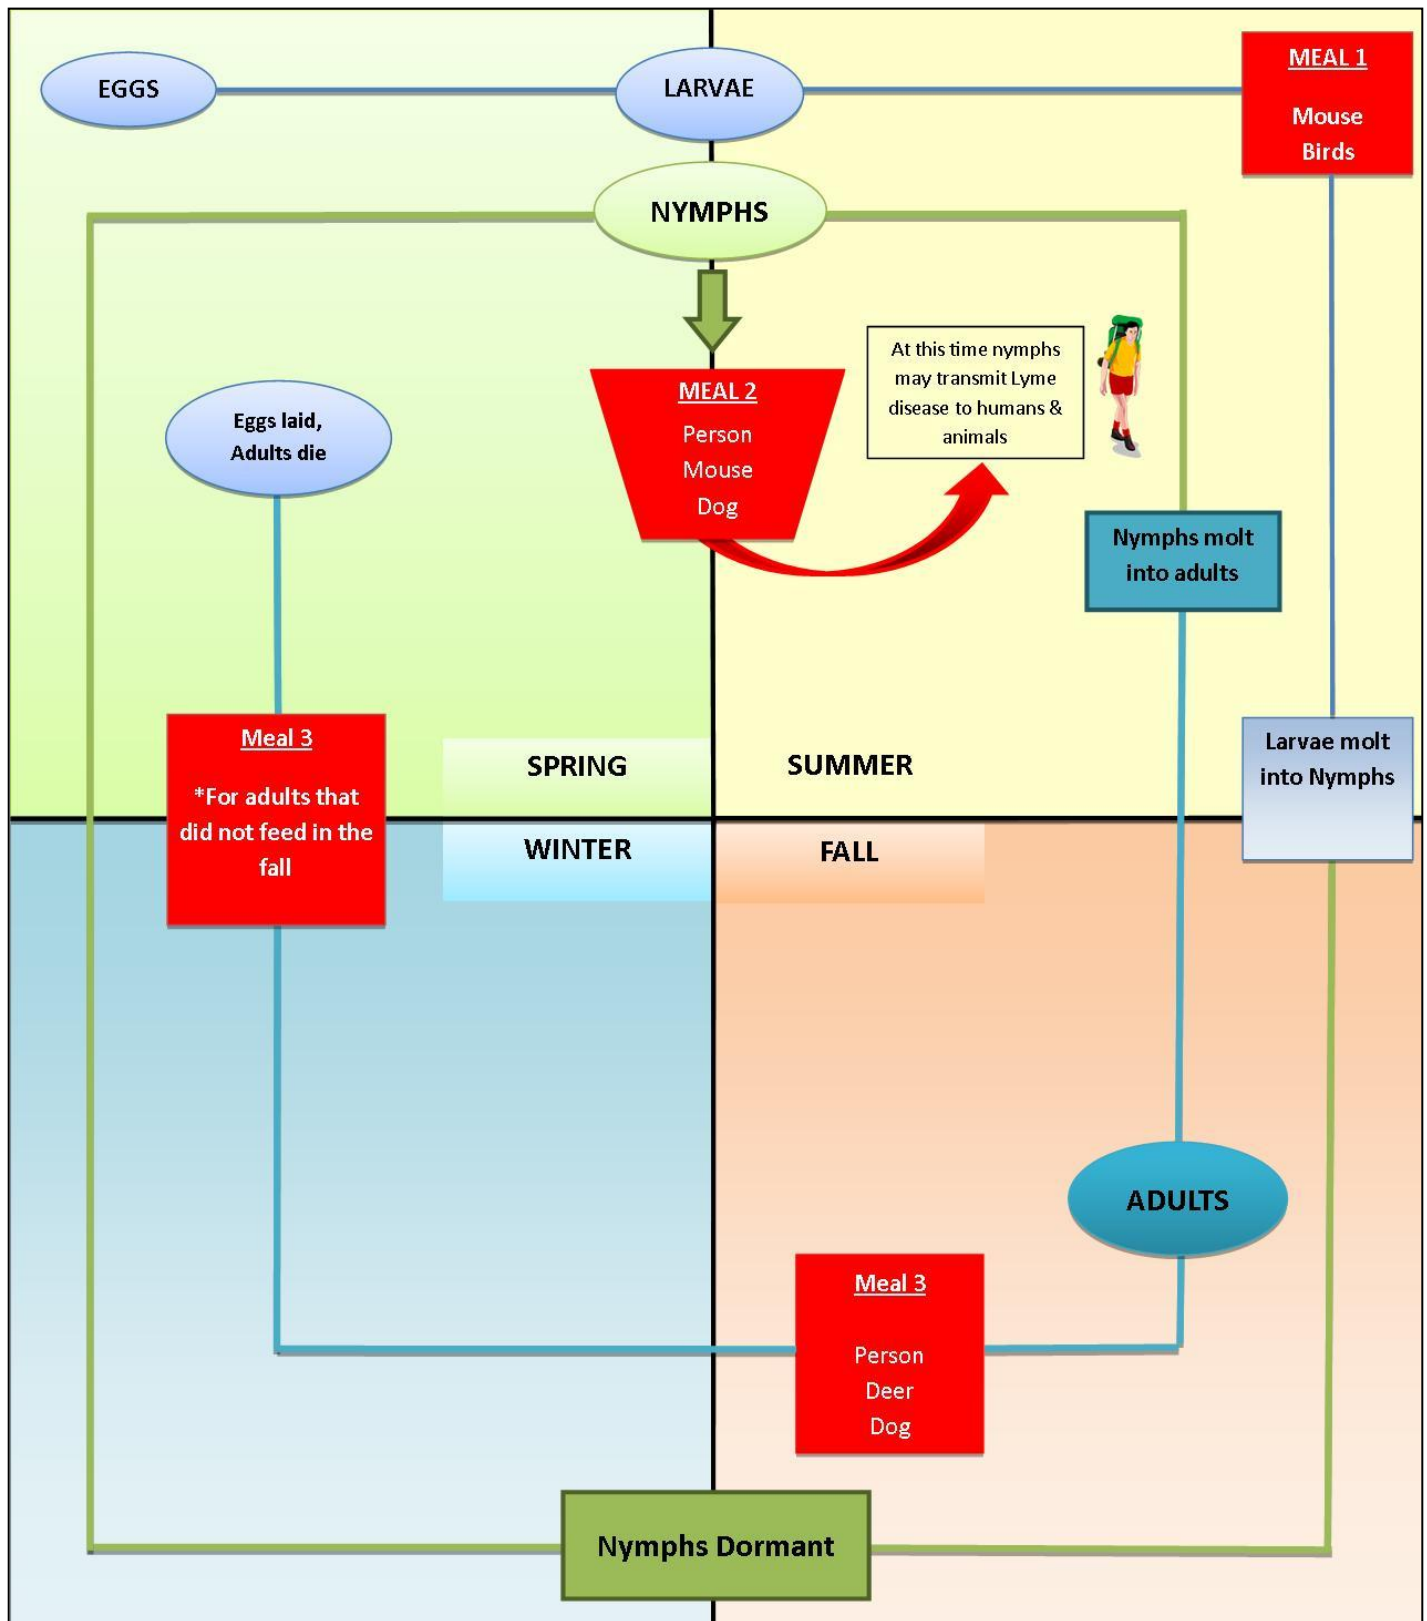 EGGS
LARVAE
MEAL 1
Mouse
Birds
NYMPHS
MEAL 2
Person
Mouse
Dog
At this time nymphs
may transmit Lyme
disease to humans &
animals
Eggs laid,
Adults die
Nymphs molt
into adults
Meal 3
*For adults that
did not feed in the
fall
SPRING
SUMMER
Larvae molt
into Nymphs
WINTER
FALL
ADULTS
Meal 3
Person
Deer
Dog
Nymphs Dormant